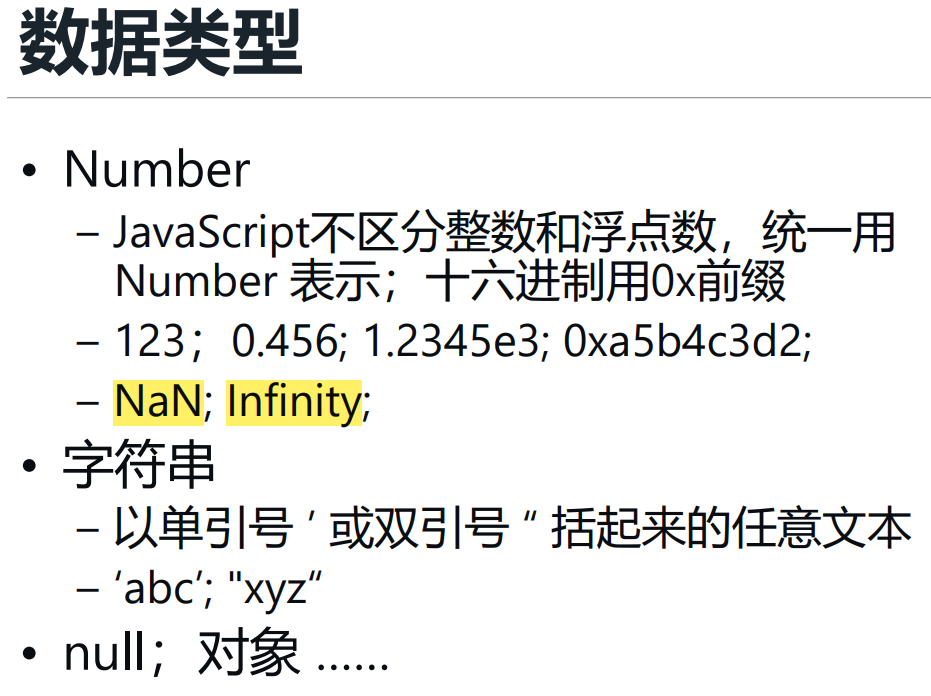 数据类型
• Number
– JavaScript不区分整数和浮点数，统一用
Number 表示；十六进制用0x前缀
– 123；0.456; 1.2345e3; 0xa5b4c3d2;
– NaN; Infinity;
• 字符串
– 以单引号 ’ 或双引号 “ 括起来的任意文本
– ‘abc’; "xyz“
• null；对象 ……